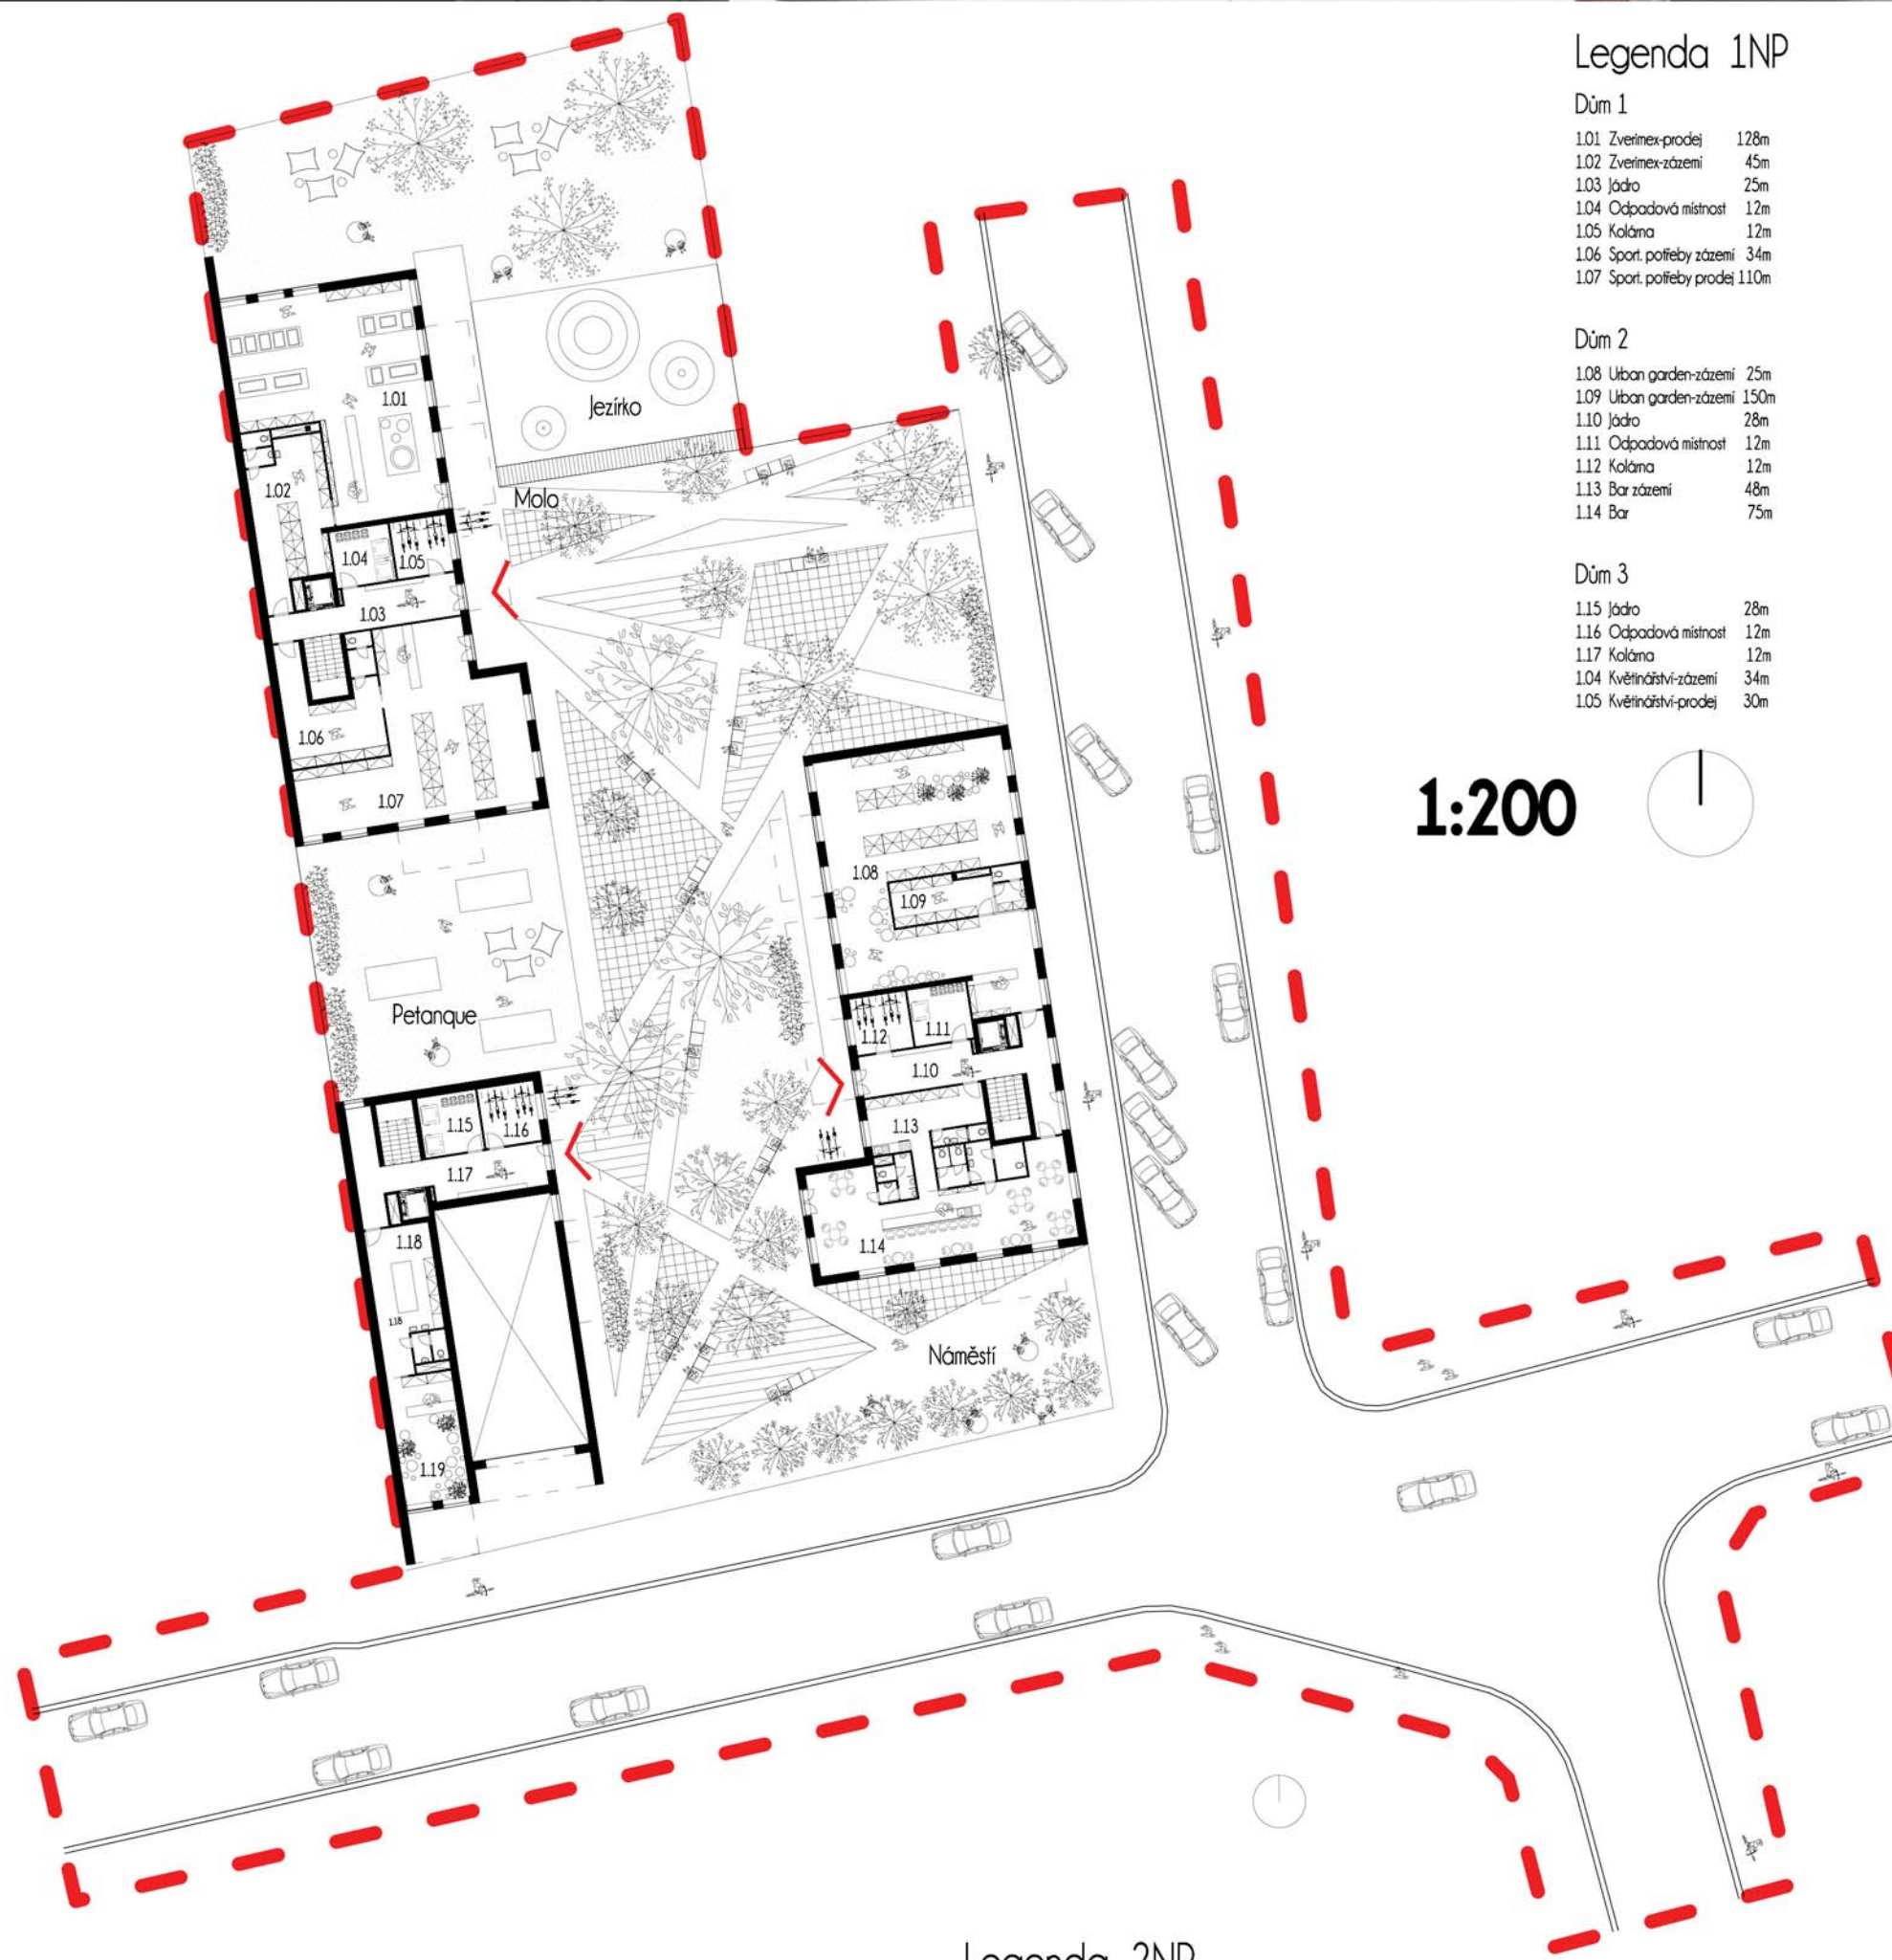 Legenda 1NP
Dům 1
1.01 Zverimex-prodej 128m
1.02 Zverimex-zázemí 45m
1.03 Jádro 25m
1.04 Odpadová místnost 12m
1.05 Kolárna 12m
1.06 Sport. potřeby zázemí 34m
1.07 Sport. potřeby prodej 110m
Dům 2
1.08 Urban garden-zázemí 25m
1.09 Urban garden-zázemí 150m
1.10 Jádro 28m
1.11 Odpadová místnost 12m
1.12 Kolárna 12m
1.13 Bar zázemí 48m
1.14 Bar 75m
Dům 3
1.15 Jádro 28m
1.16 Odpadová místnost 12m
1.17 Kolárna 12m
1.04 Květinářství-zázemí 34m
1.05 Květinářství-prodej 30m
1:200
1.01
Jezírko
1.02
Molo
1.04
1.05
1.03
1.06
1.07
1.08
1.09
Petanque
1.12
1.11
1.10
1.15
1.16
1.13
1.17
1.18
1.14
1.18
Náměstí
1.19
Legenda 2NP